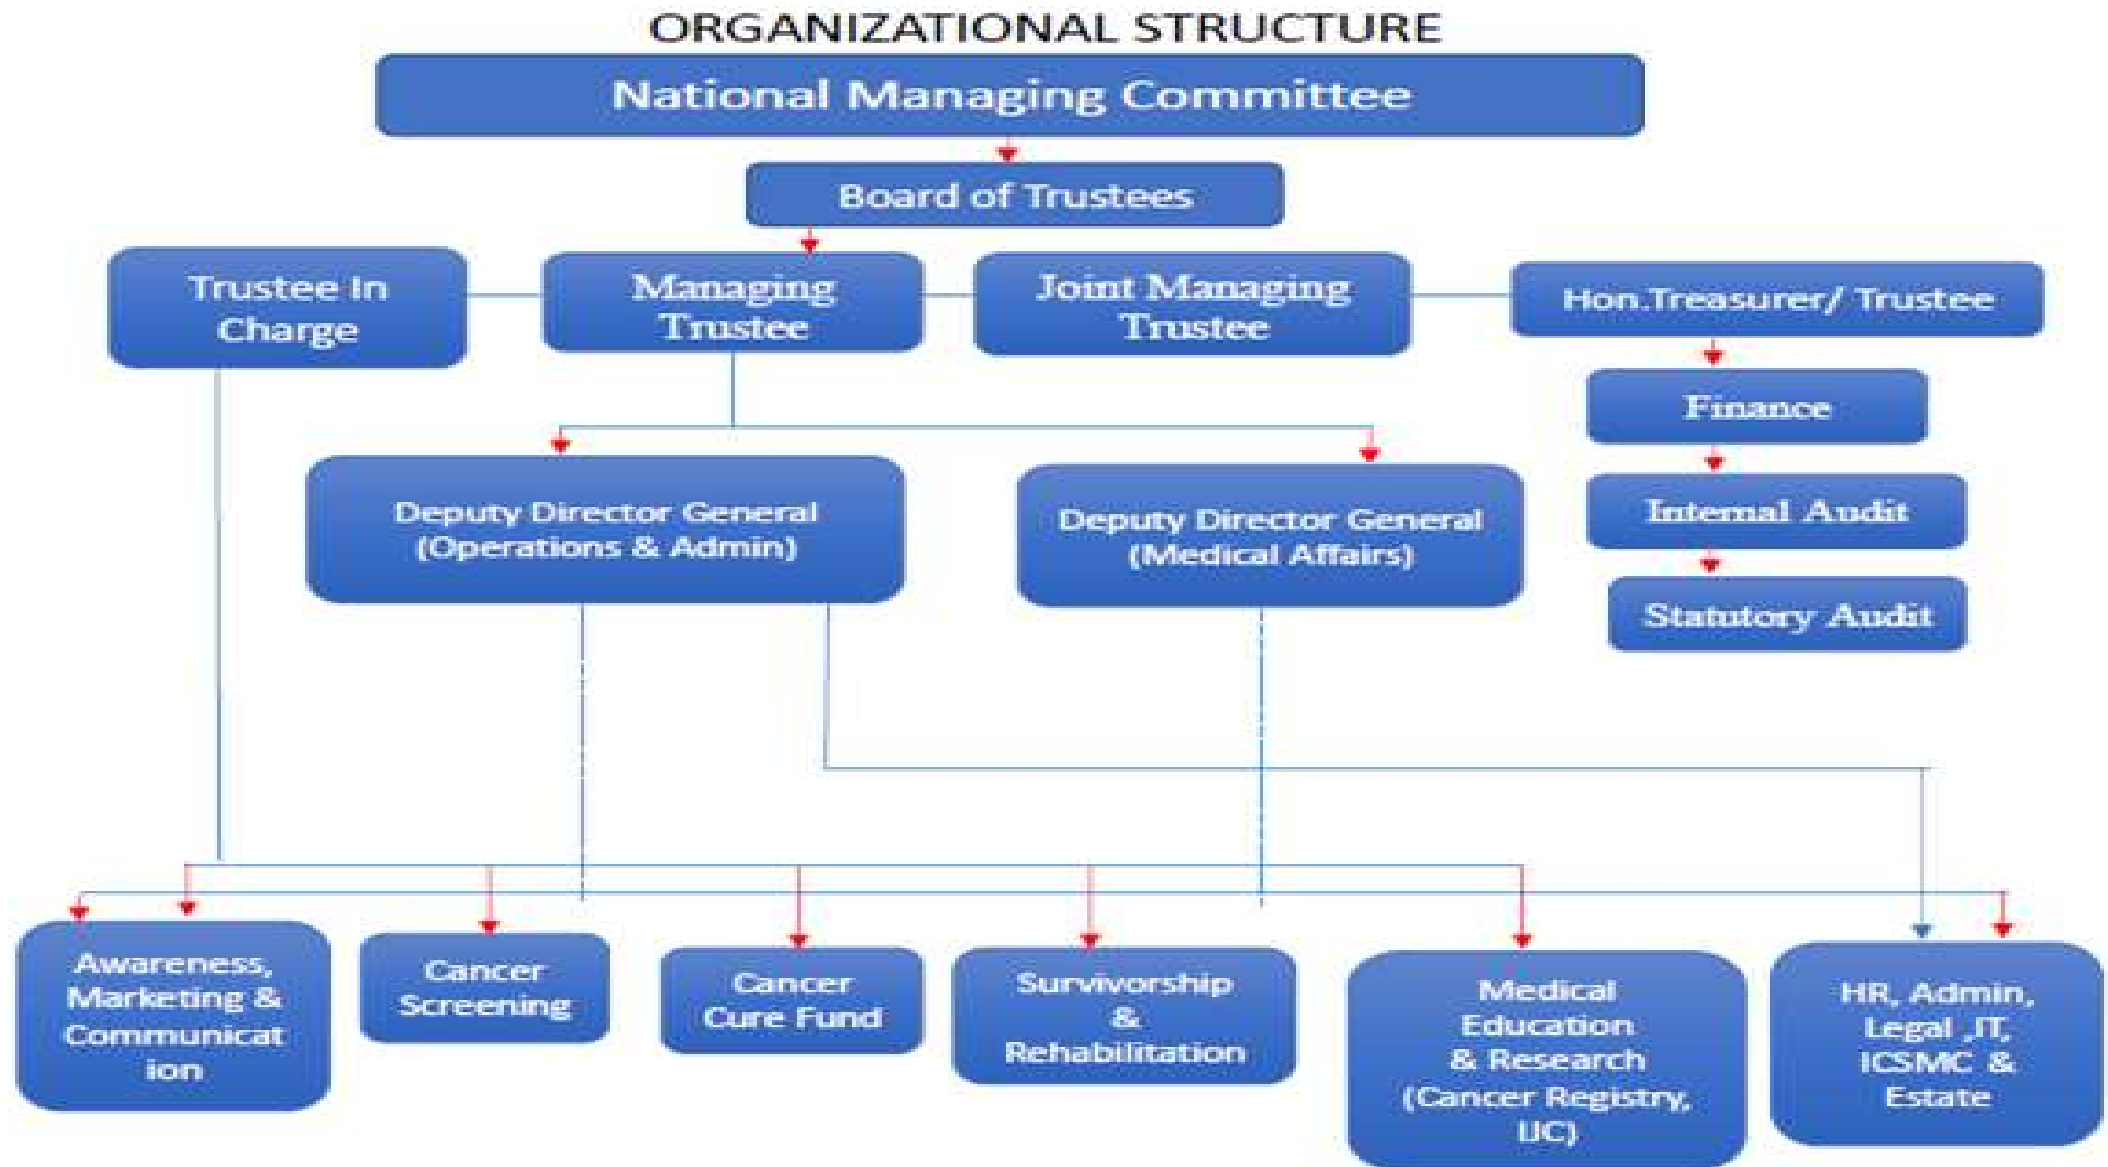 ORGANIZATIONAL STRUCTURE
National Managing Committee
Board of Trustees
Trustee In
Charge
Managing
Trustee
Joint Managing
Trustee
Hon.Treasurer/ Trustee
Finance
Internal Audit
Statutory Audit
Deputy Director General
(Operations & Admin)
Deputy Director General
(Medical Affairs)
Awareness,
Marketing &
Communicat
ion
Cancer
Screening
Cancer
Cure Fund
Survivorship
&
Rehabilitation
Medical
Education
& Research
(Cancer Registry,
IJC)
HR, Admin,
Legal ,IT,
ICSMC &
Estate